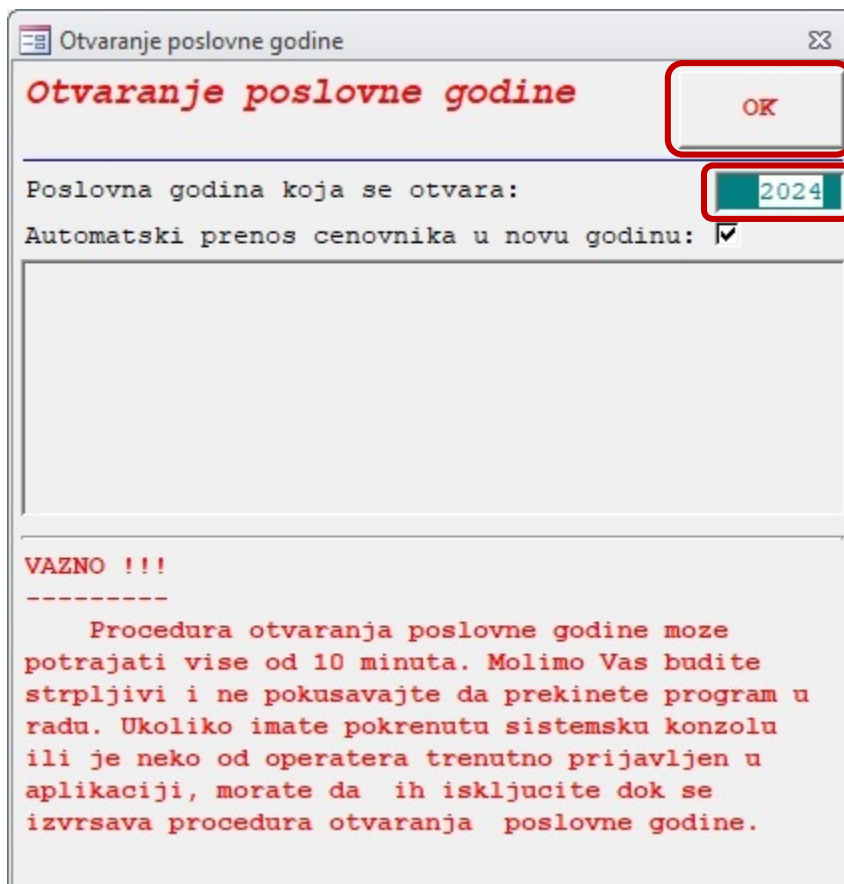 Otvaranje poslovne godine
Otvaranje poslovne godine
OK
Poslovna godina koja se otvara: 2024
Automatski prenos cenovnika u novu godinu:
VAZNO !!!
---------
Procedura otvaranja poslovne godine moze
potrajati vise od 10 minuta. Molimo Vas budite
strpljivi i ne pokusavajte da prekinete program u
radu. Ukoliko imate pokrenutu sistemsku konzolu
ili je neko od operatera trenutno prijavljen u
aplikaciji, morate da  ih iskljucite dok se
izvrsava procedura otvaranja  poslovne godine.